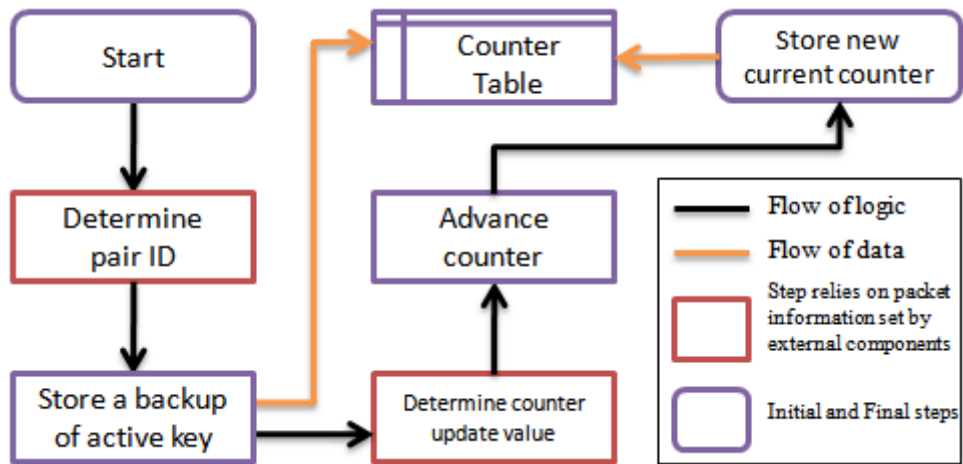 Start
Counter
Table
Store new
current counter
Determine
pair ID
Advance
counter
Store a backup
of active key
Determine counter
update value
Flow of logic
Flow of data
Step relies on packet
information set by
external components
Initial and Final steps